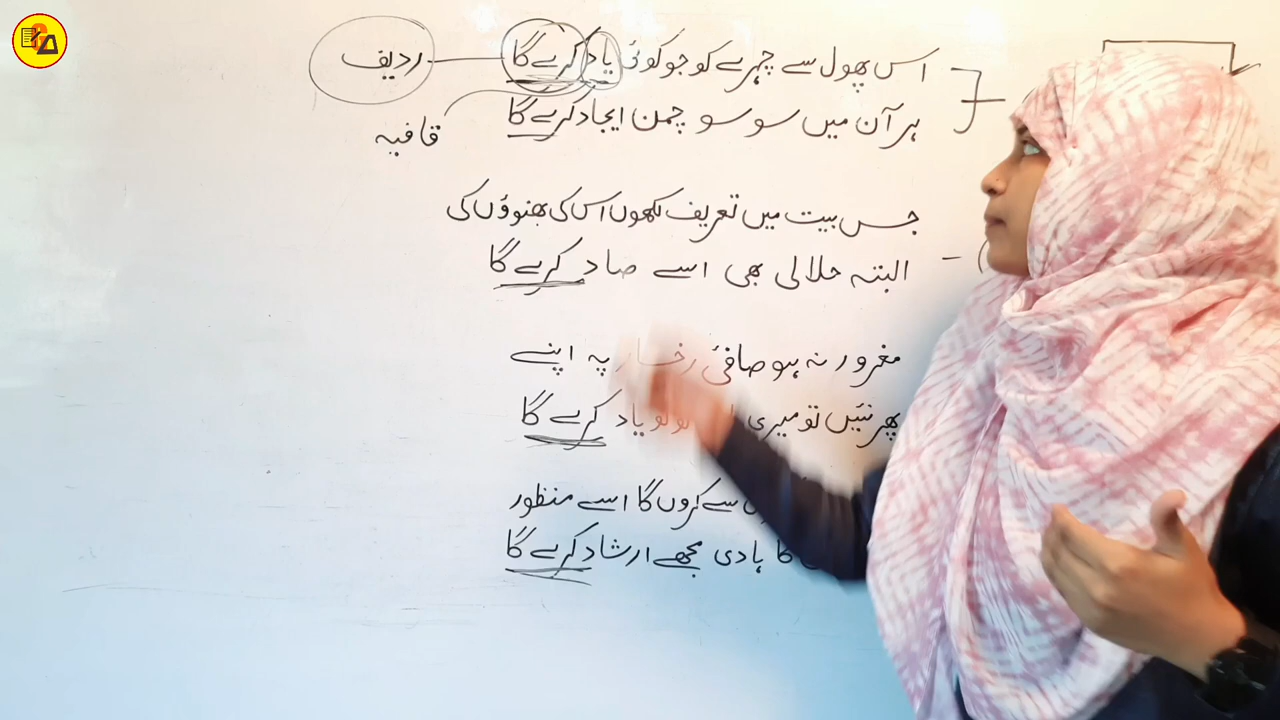 اس پھول سے چہرے کو جو کوئی یاد کرے گا
ردیف
ہر آن میں سو سو چمن ایجاد کرے گا
قافیہ
جس بیت میں تعریف لکھوں اس کی بھنوؤں کی
البتہ ہلالی بھی اسے صاد کرے گا
مغرور نہ ہو صافئ رخسار پہ اپنے
پھر نئیں تو میری یاد کرے گا
سے کروں گا اسے منظور
کا ہادی مجھے ارشاد کرے گا